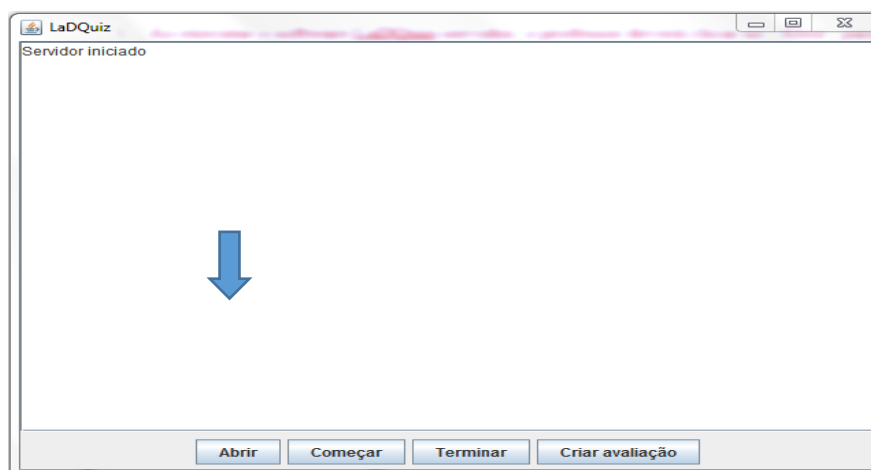 LaDQuiz
Servidor iniciado
Abrir
Começar
Terminar
Criar avaliação